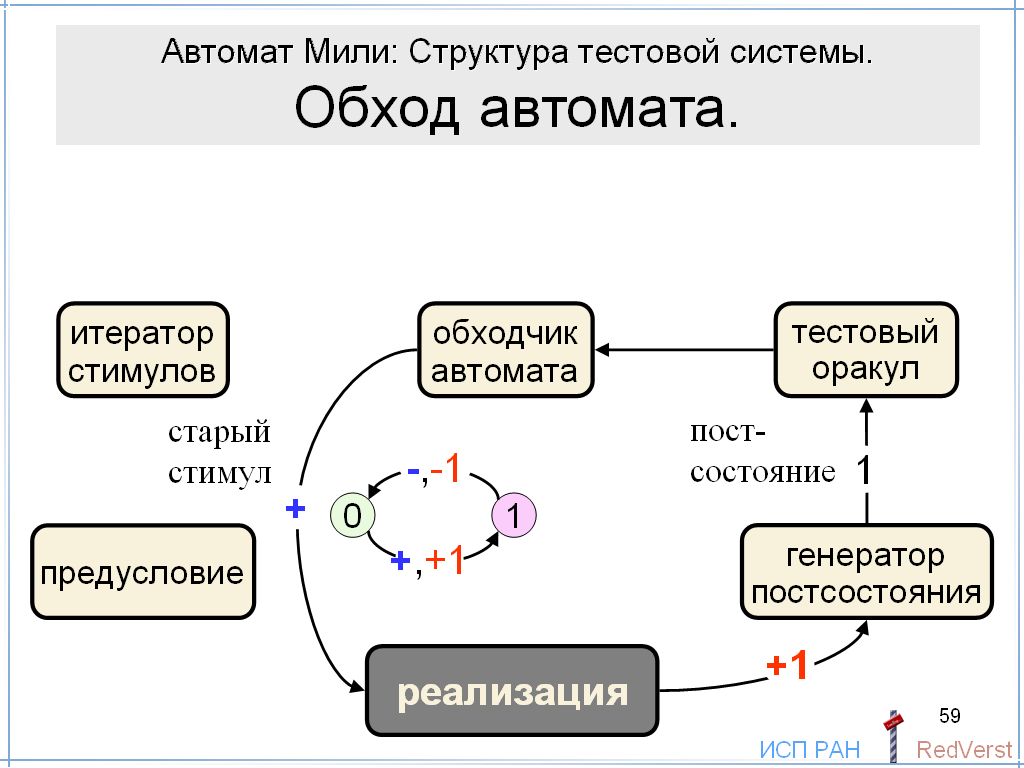 Автомат Мили: Структура тестовой системы.
Обход автомата.
итератор
стимулов
обходчик
автомата
тестовый
оракул
старый
стимул
+
-,-1
0
1
+,+1
пост-
состояние
1
предусловие
генератор
постсостояния
реализация
+1
59
ИСП РАН
RedVerst